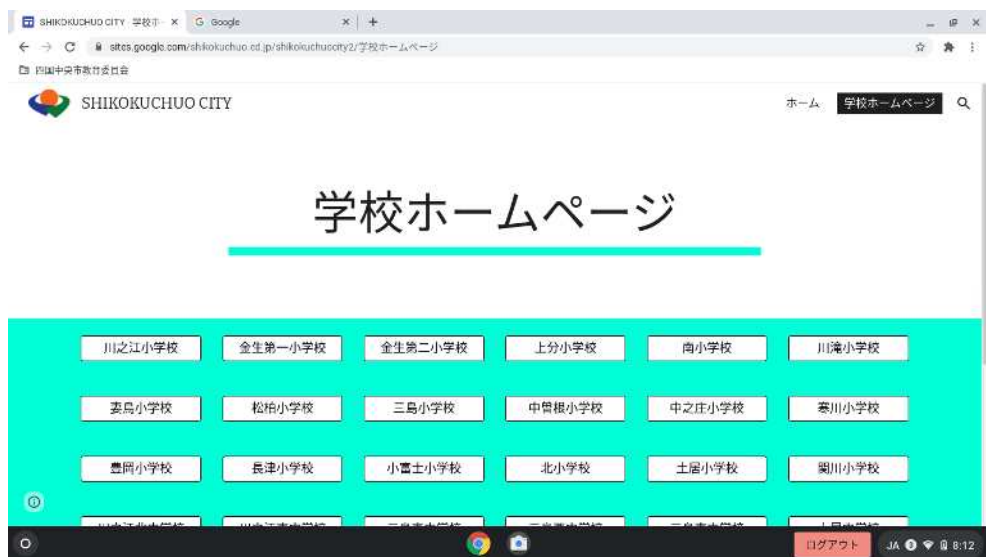 SHIKOKUCHUO CITY - 学校ホ
Google
sites.google.com/shikokuchuo.ed.jp/shikokuchuocity2/学校ホームページ
四国中央市教育委員会
SHIKOKUCHUO CITY
ホーム
学校ホームページ
学校ホームページ
川之江小学校 金生第一小学校 金生第二小学校 上分小学校 南小学校 川滝小学校
妻鳥小学校 松柏小学校 三島小学校 中曽根小学校 中之庄小学校 寒川小学校
豊岡小学校 長津小学校 小富士小学校 北小学校 土居小学校 関川小学校
ログアウト
JA
8:12